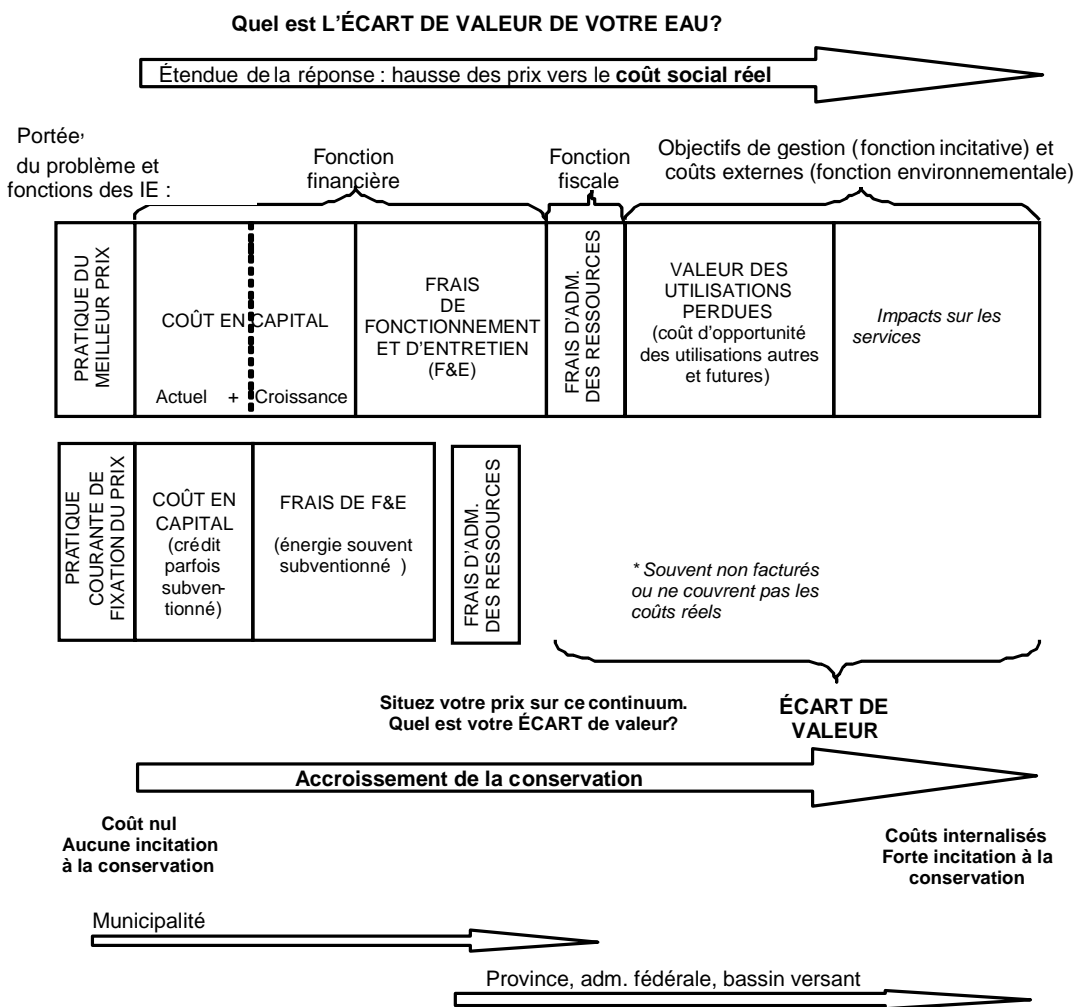 Quel est L’ÉCART DE VALEUR DE VOTRE EAU?
Étendue de la réponse : hausse des prix vers le coût social réel
Portée,
du problème et
fonctions des IE :
Fonction
financière
Fonction
fiscale
Objectifs de gestion (fonction incitative) et
coûts externes (fonction environnementale)
PRATIQUE DU
MEILLEUR PRIX
COÛT EN CAPITAL
Actuel + Croissance
FRAIS
DE
FONCTIONNEMENT
ET D'ENTRETIEN
(F&E)
FRAIS D’ADM.
DES RESSOURCES
VALEUR DES
UTILISATIONS
PERDUES
(coût d’opportunité
des utilisations autres
et futures)
Impacts sur les
services
PRATIQUE
COURANTE DE
FIXATION DU PRIX
COÛT EN
CAPITAL
(crédit
parfois
subven-
tionné)
FRAIS DE F&E
(énergie souvent
subventionné )
FRAIS D’ADM.
DES RESSOURCES
* Souvent non facturés
ou ne couvrent pas les
coûts réels
Situez votre prix sur ce continuum.
Quel est votre ÉCART de valeur?
ÉCART DE
VALEUR
Accroissement de la conservation
Coût nul
Aucune incitation
à la conservation
Coûts internalisés
Forte incitation à la
conservation
Municipalité
Province, adm. fédérale, bassin versant